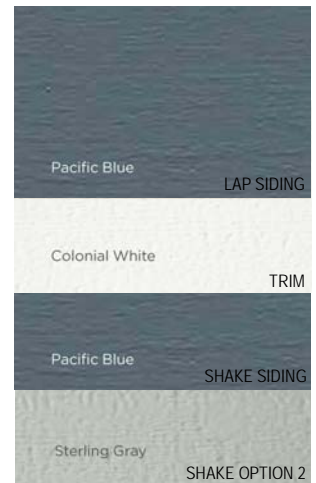 Pacific Blue
LAP SIDING
Colonial White
TRIM
Pacific Blue
SHAKE SIDING
Sterling Gray
SHAKE OPTION 2